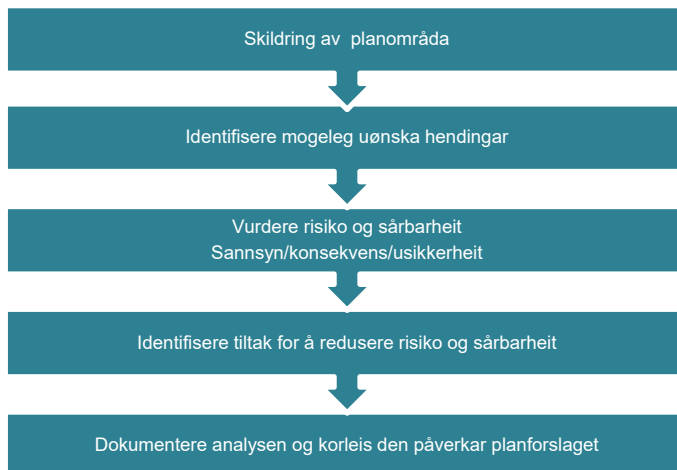 Skildring av planområda
Identifisere mogeleg uønska hendingar
Vurdere risiko og sårbarheit
Sannsyn/konsekvens/usikkerheit
Identifisere tiltak for å redusere risiko og sårbarheit
Dokumentere analysen og korleis den påverkar planforslaget